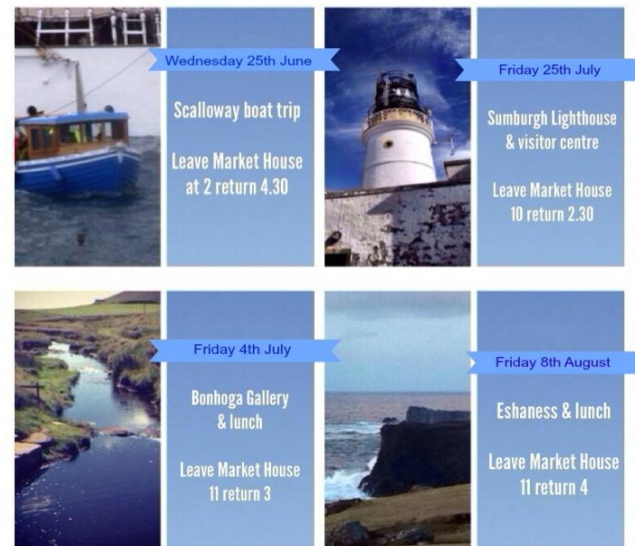 Wednesday 25th June
Scalloway boat trip
Leave Market House
at 2 return 4.30
Friday 25th July
Sumburgh Lighthouse
& visitor centre
Leave Market House
10 return 2.30
Friday 4th July
Bonhoga Gallery
& lunch
Leave Market House
11 return 3
Friday 8th August
Eshaness & lunch
Leave Market House
11 return 4